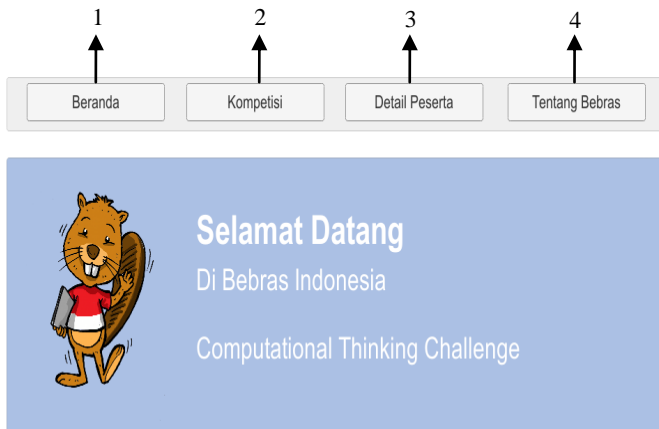 1 2 3 4
Beranda Kompetisi Detail Peserta Tentang Bebras
Selamat Datang
Di Bebras Indonesia
Computational Thinking Challenge